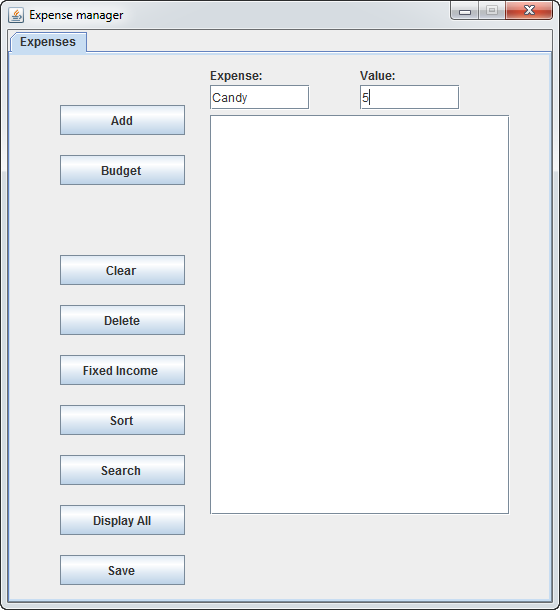 Expense manager
Expenses
Expense: Value:
Candy 5
Add
Budget
Clear
Delete
Fixed Income
Sort
Search
Display All
Save